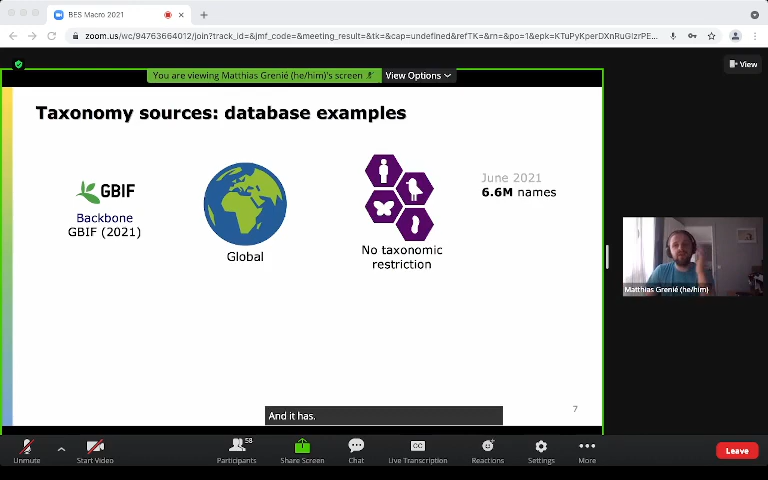 BES Macro 2021
zoom.us/wc/94763664012/join?track_id=&jmf_code=&meeting_result=&tk=&cap=undefined&refTK=&rn=&po=1&epk=KTuPyKperDXnRuGlzrPE...
You are viewing Matthias Grenié (he/him)'s screen
View Options
View
Taxonomy sources: database examples
GBIF
Backbone
GBIF (2021)
Global
No taxonomic
restriction
June 2021
6.6M names
Matthias Grenié (he/him)
And it has.
7
Unmute
Start Video
Participants
58
Share Screen
Chat
CC
Live Transcription
Reactions
Settings
More
Leave